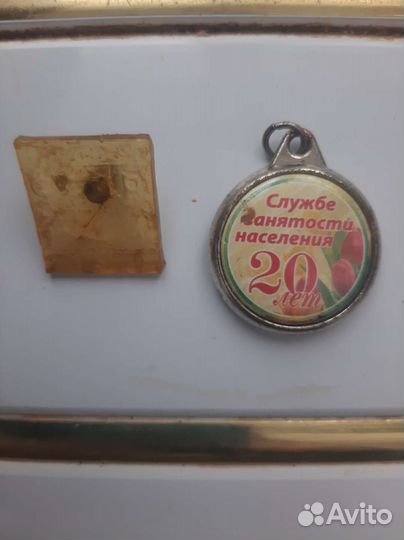 Службе
занятости
населения
20
лет
Avito